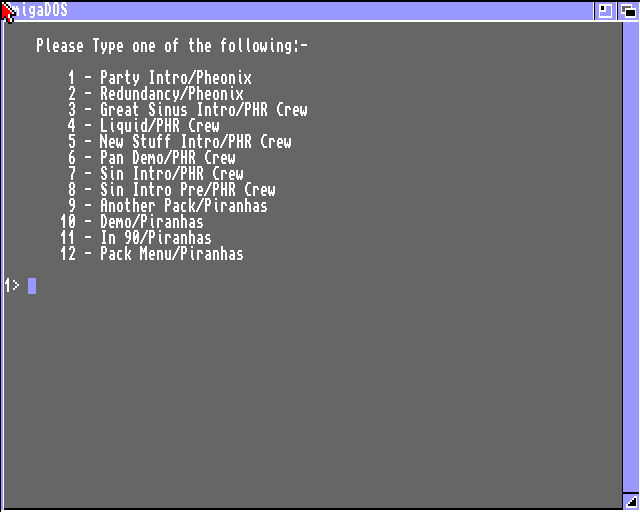 AmigaDOS
Please Type one of the following:-
1 - Party Intro/Pheonix
2 - Redundancy/Pheonix
3 - Great Sinus Intro/PHR Crew
4 - Liquid/PHR Crew
5 - New Stuff Intro/PHR Crew
6 - Pan Demo/PHR Crew
7 - Sin Intro/PHR Crew
8 - Sin Intro Pre/PHR Crew
9 - Another Pack/Piranhas
10 - Demo/Piranhas
11 - In 90/Piranhas
12 - Pack Menu/Piranhas
1>